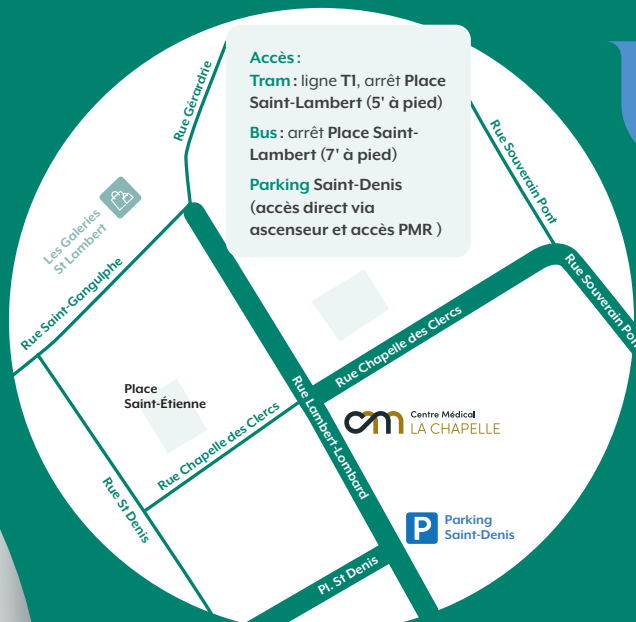 Accès :
Tram : ligne T1, arrêt Place
Saint-Lambert (5' à pied)
Bus : arrêt Place Saint-
Lambert (7' à pied)
Parking Saint-Denis
(accès direct via
ascenseur et accès PMR )
Rue Gérardrie
Rue Souverain Pont
Les Galeries
St Lambert
Rue Saint-Gangulphe
Rue Souverain Pont
Rue Chapelle des Clercs
Place
Saint-Étienne
Rue Lambert-Lombard
Rue Chapelle des Clercs
cm
Centre Médical
LA CHAPELLE
Rue St Denis
P
Parking
Saint-Denis
Pl. St Denis